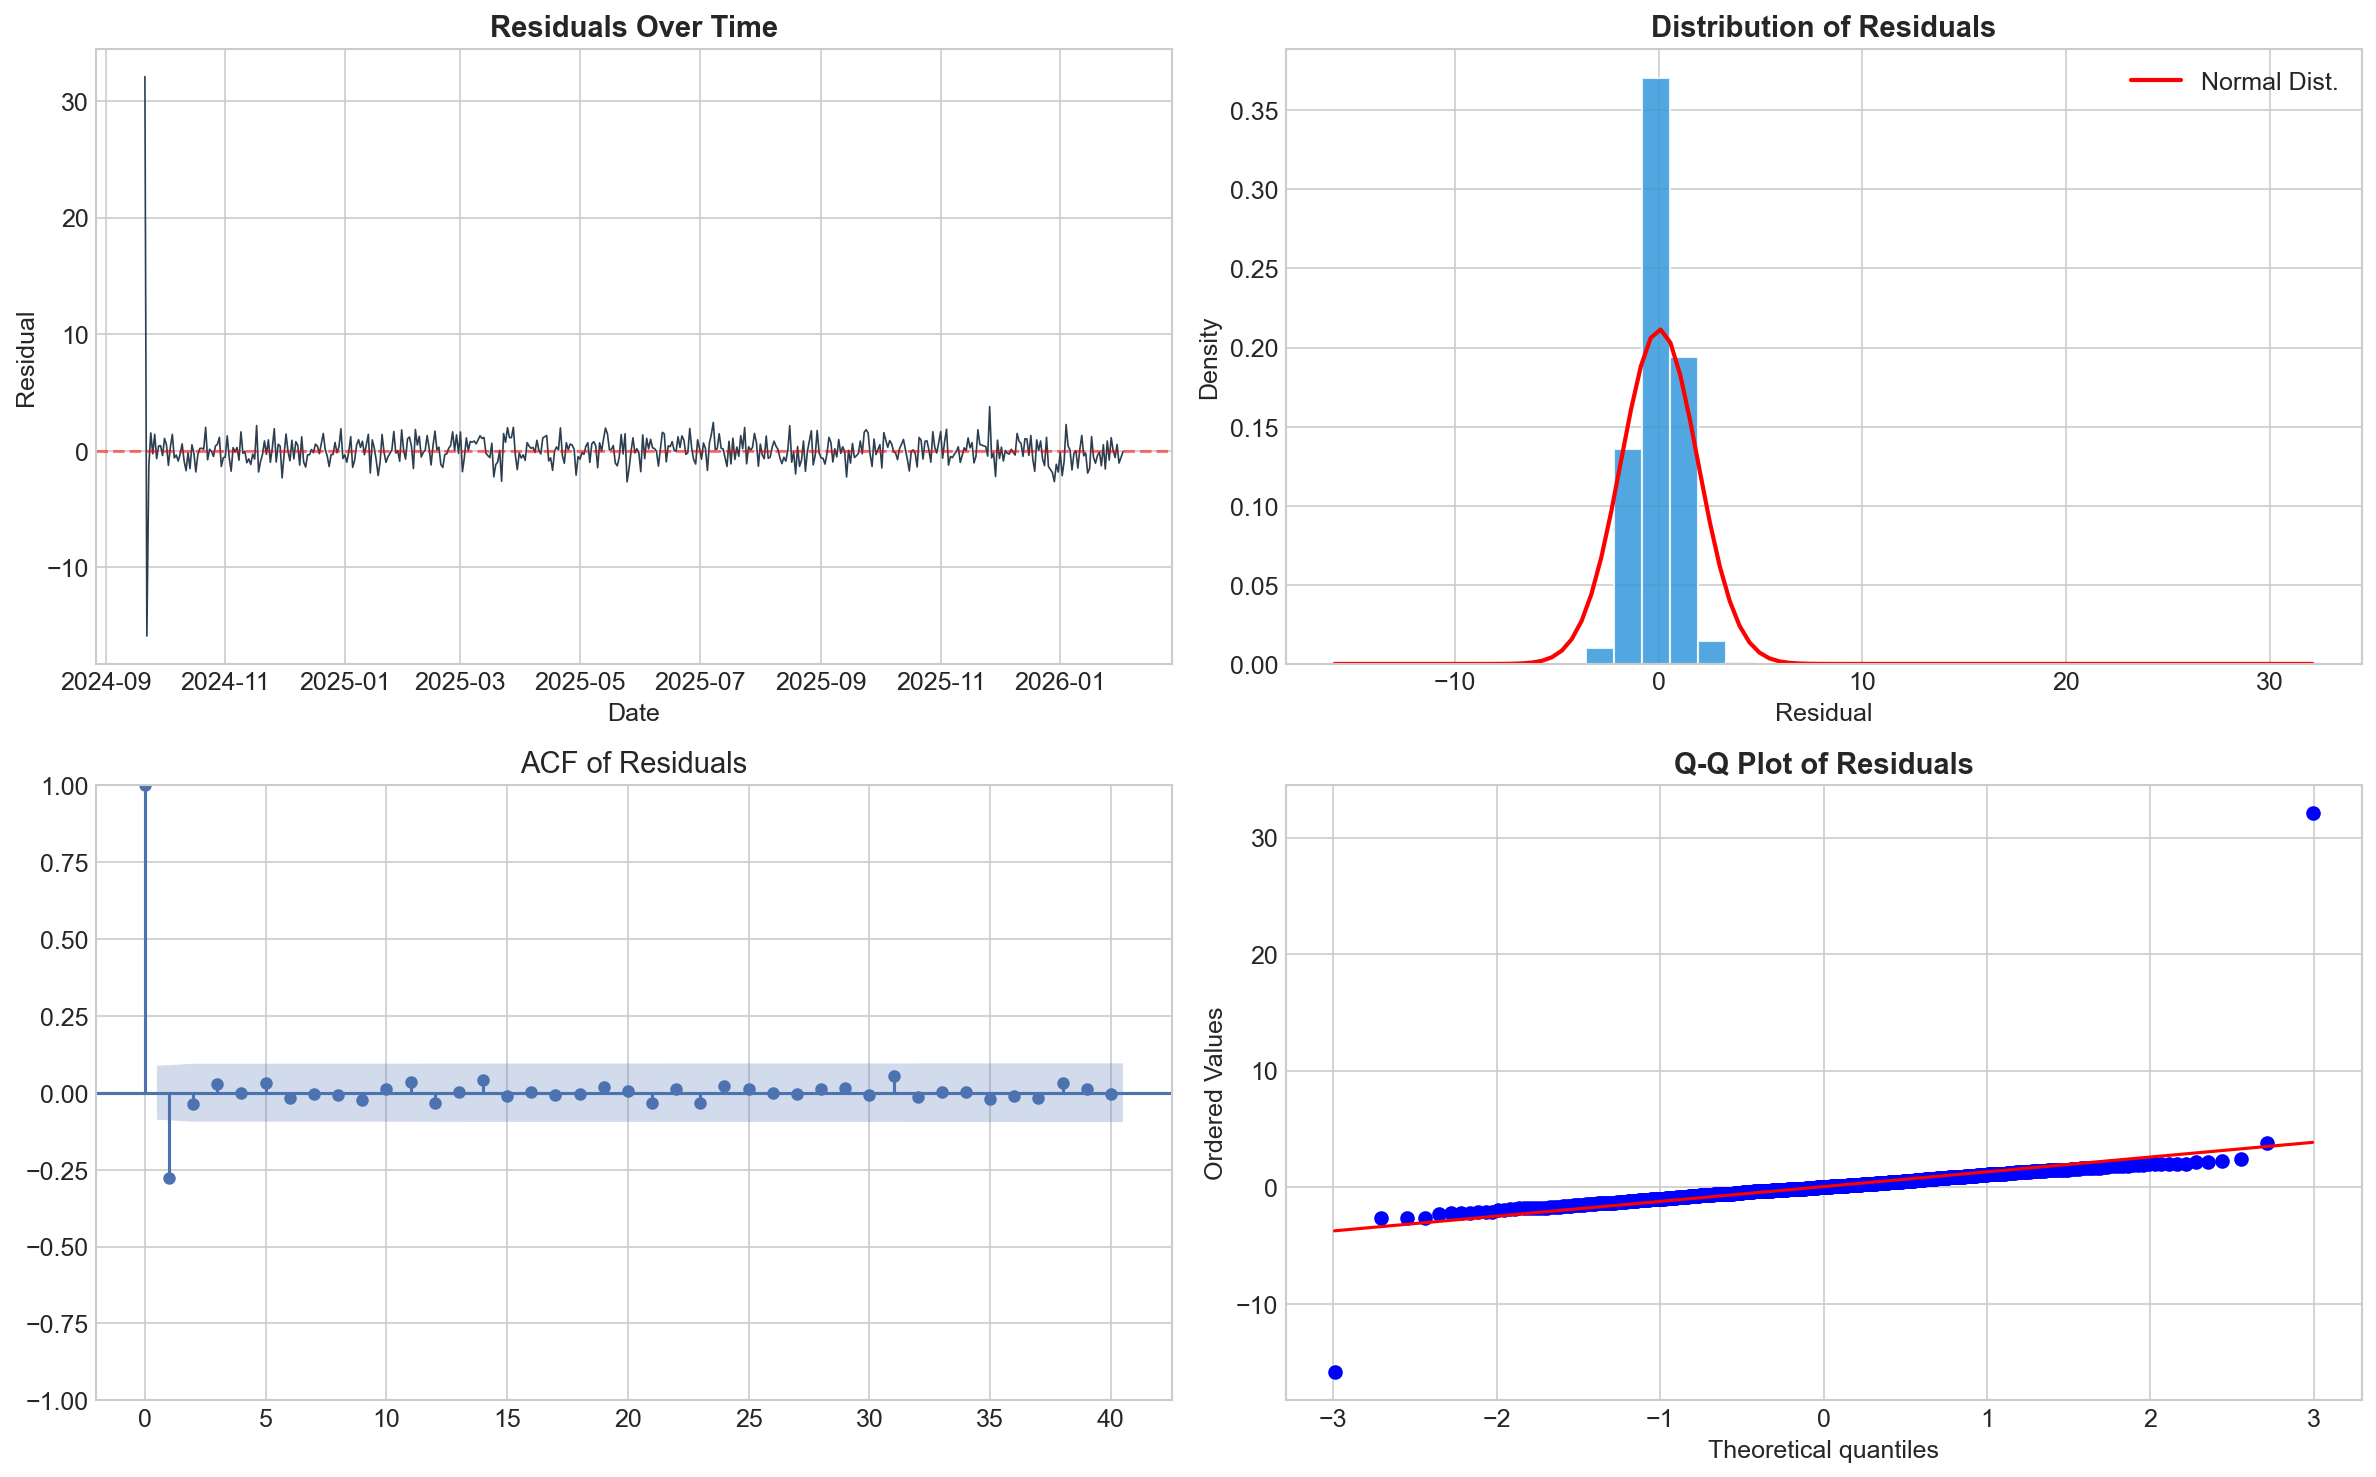 Residuals Over Time
30
20
10
0
−10
Residual
2024-09 2024-11 2025-01 2025-03 2025-05 2025-07 2025-09 2025-11 2026-01
Date
Distribution of Residuals
Normal Dist.
0.35
0.30
0.25
0.20
0.15
0.10
0.05
0.00
Density
−10 0 10 20 30
Residual
ACF of Residuals
1.00
0.75
0.50
0.25
0.00
−0.25
−0.50
−0.75
−1.00
0 5 10 15 20 25 30 35 40
Q-Q Plot of Residuals
30
20
10
0
−10
Ordered Values
−3 −2 −1 0 1 2 3
Theoretical quantiles